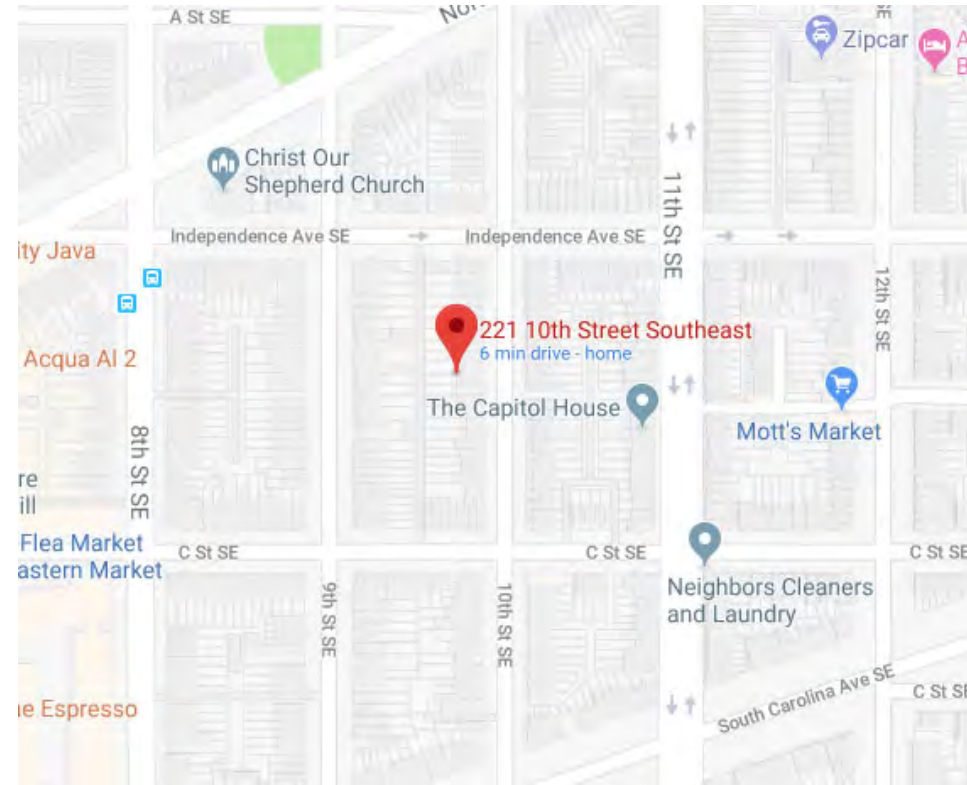 A St SE
Zipcar
Christ Our
Shepherd Church
Independence Ave SE
Independence Ave SE
11th St SE
ity Java
12th St SE
221 10th Street Southeast
6 min drive - home
Acqua Al 2
The Capitol House
Mott's Market
8th St SE
re
ill
Flea Market
astern Market
C St SE
C St SE
C St SE
9th St SE
10th St SE
Neighbors Cleaners
and Laundry
South Carolina Ave SE
C St SE
e Espresso